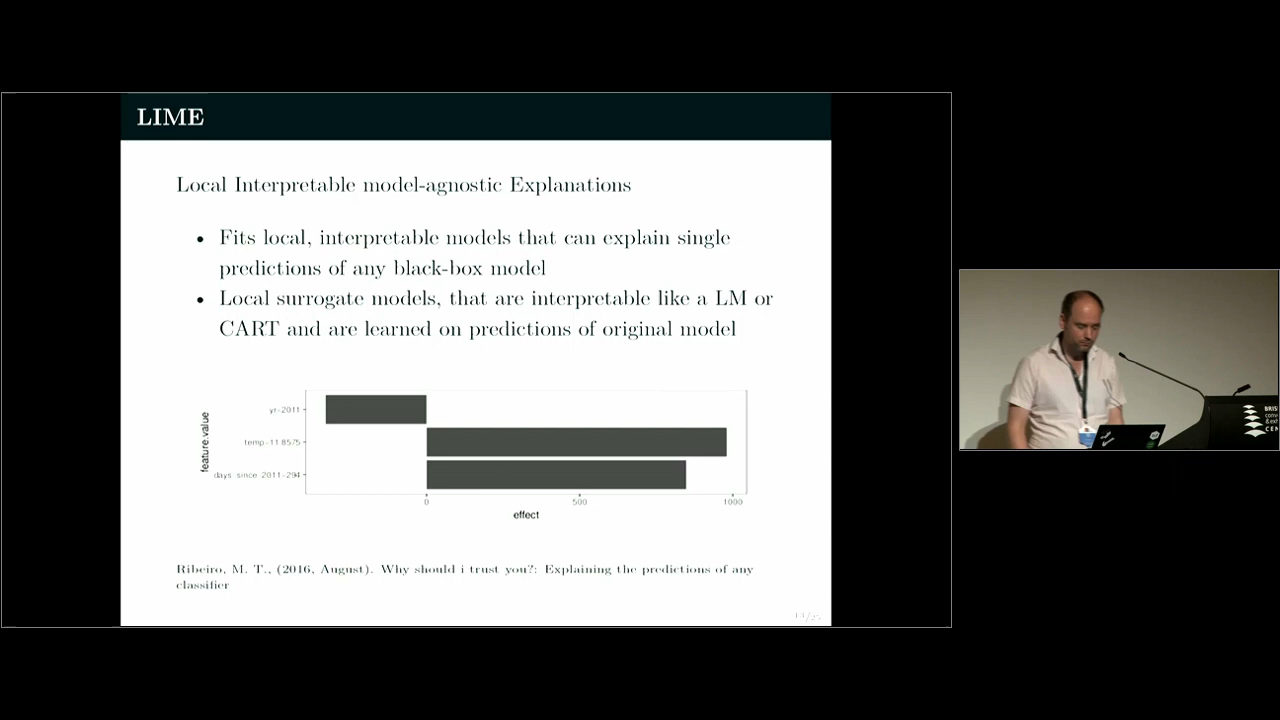 LIME
Local Interpretable model-agnostic Explanations
• Fits local, interpretable models that can explain single
predictions of any black-box model
• Local surrogate models, that are interpretable like a LM or
CART and are learned on predictions of original model
feature.value
yr=2011
temp=11.8575
days_since_2011=294
0 500 1000
effect
Ribeiro, M. T., (2016, August). Why should i trust you?: Explaining the predictions of any
classifier